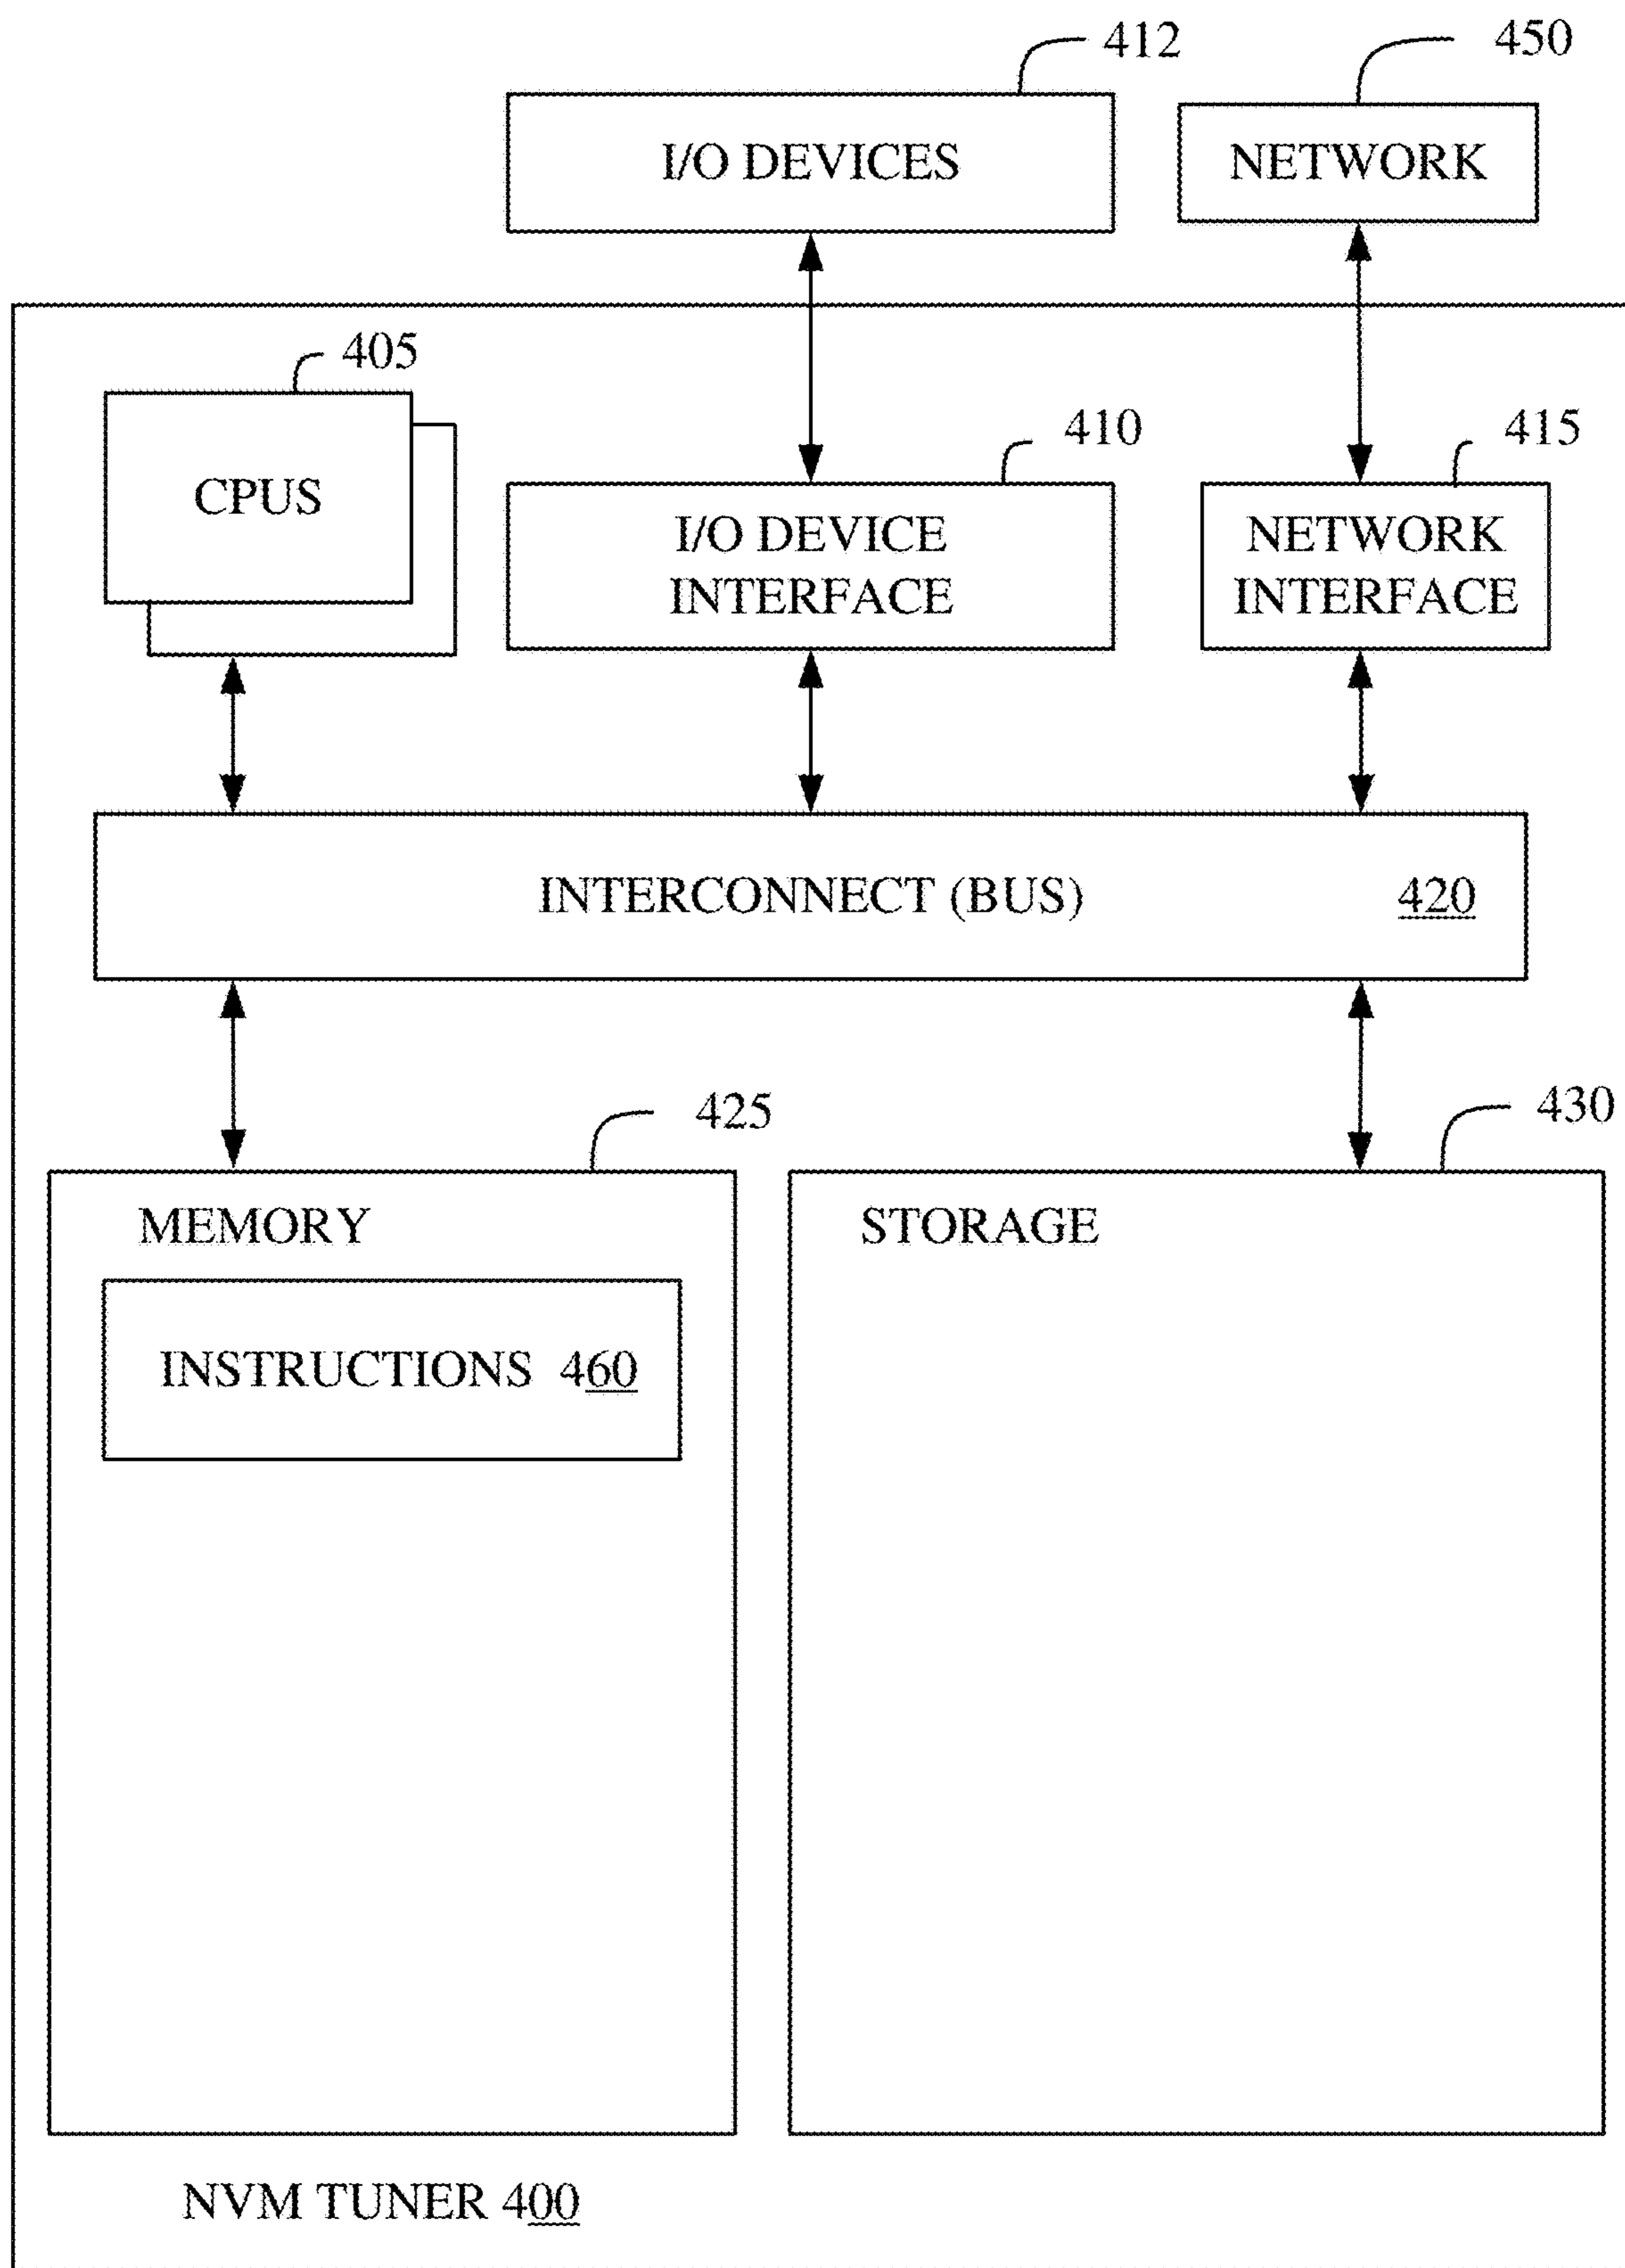 412
450
I/O DEVICES
NETWORK
405
410
415
CPUS
I/O DEVICE
INTERFACE
NETWORK
INTERFACE
INTERCONNECT (BUS) 420
425
430
MEMORY
STORAGE
INSTRUCTIONS 460
NVM TUNER 400